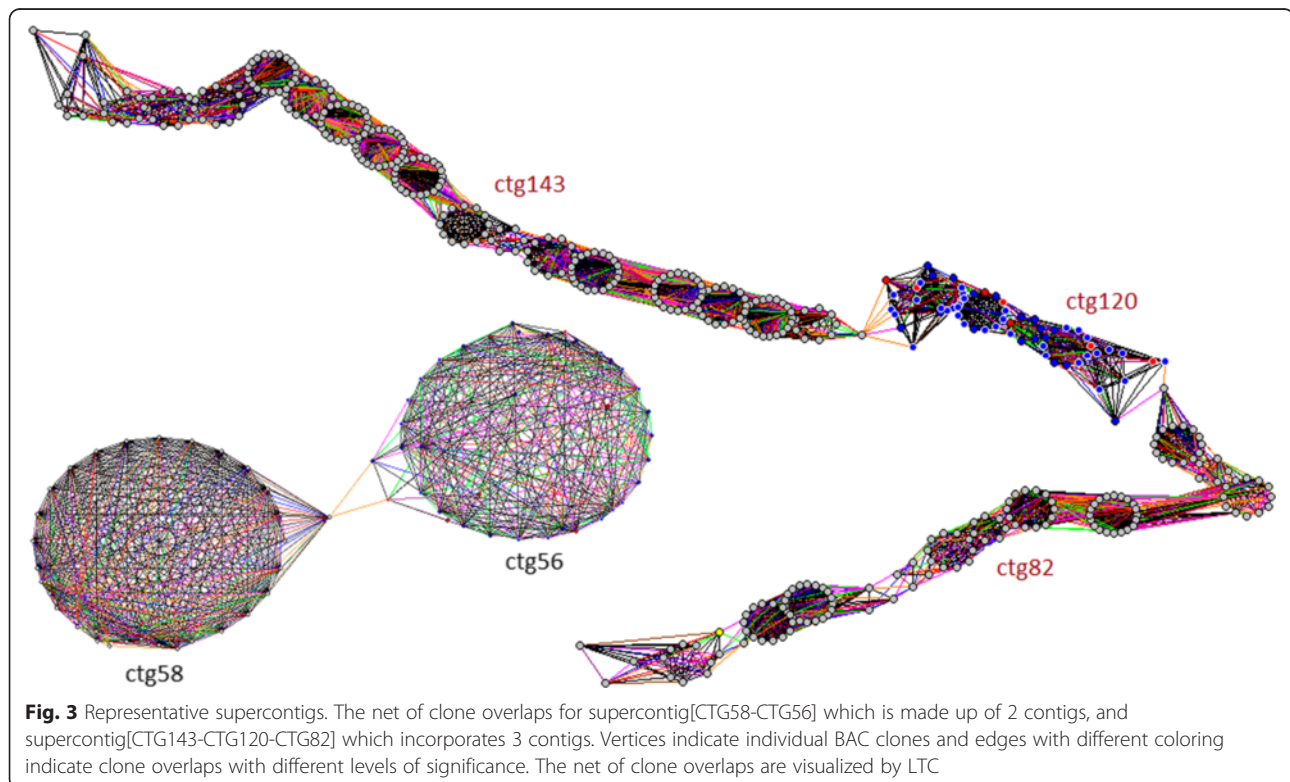 ctg143
ctg120
ctg56
ctg82
ctg58
Fig. 3 Representative supercontigs. The net of clone overlaps for supercontig[CTG58-CTG56] which is made up of 2 contigs, and
supercontig[CTG143-CTG120-CTG82] which incorporates 3 contigs. Vertices indicate individual BAC clones and edges with different coloring
indicate clone overlaps with different levels of significance. The net of clone overlaps are visualized by LTC